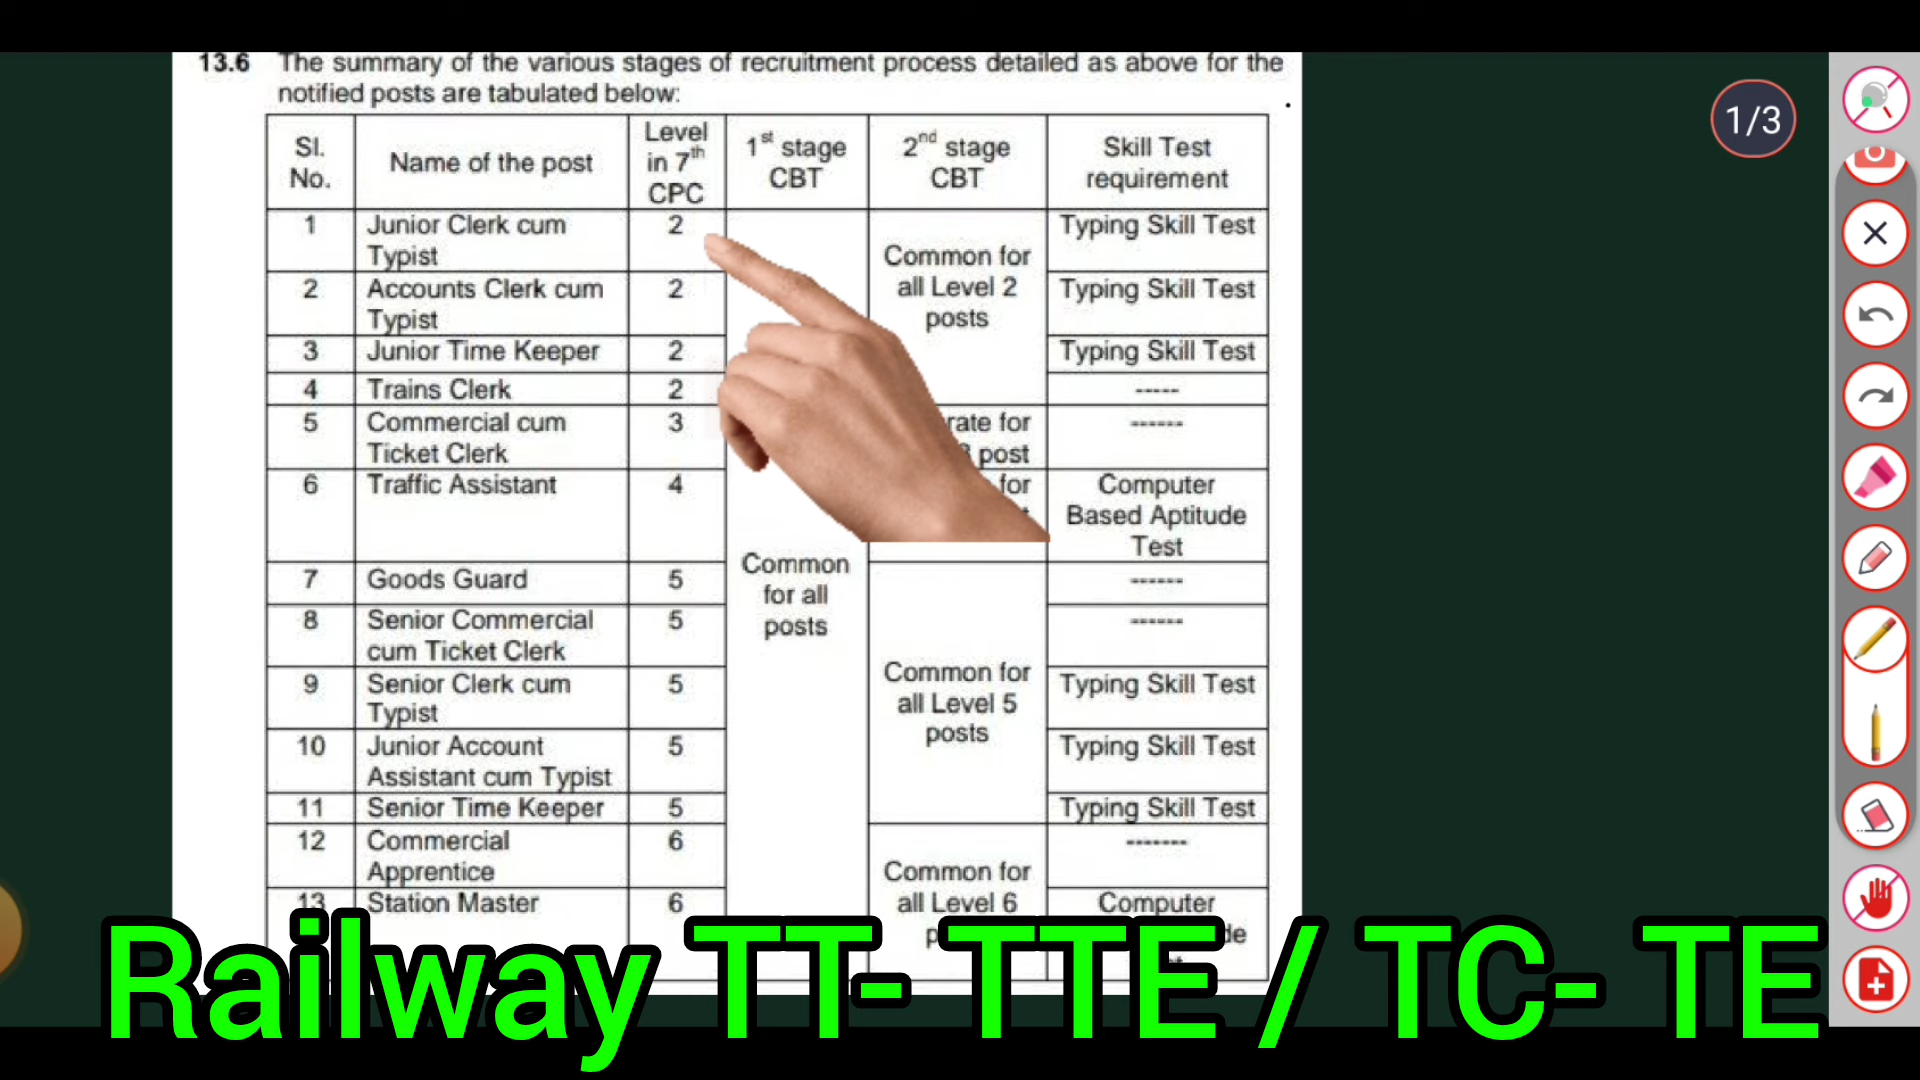 13.6 The summary of the various stages of recruitment process detailed as above for the
notified posts are tabulated below:
1/3
Sl. No. Name of the post Level in 7th CPC 1st stage CBT 2nd stage CBT Skill Test requirement
1 Junior Clerk cum Typist 2 Typing Skill Test
Common for all Level 2 posts
2 Accounts Clerk cum Typist 2 Typing Skill Test
3 Junior Time Keeper 2 Typing Skill Test
4 Trains Clerk 2 -----
5 Commercial cum Ticket Clerk 3 for post ------
6 Traffic Assistant 4 for Computer Based Aptitude Test
Common for all posts
7 Goods Guard 5 ------
8 Senior Commercial cum Ticket Clerk 5 ------
Common for all Level 5 posts
9 Senior Clerk cum Typist 5 Typing Skill Test
10 Junior Account Assistant cum Typist 5 Typing Skill Test
11 Senior Time Keeper 5 Typing Skill Test
12 Commercial Apprentice 6 -------
Common for all Level 6
13 Station Master 6 Computer
Railway TT- TTE / TC- TE